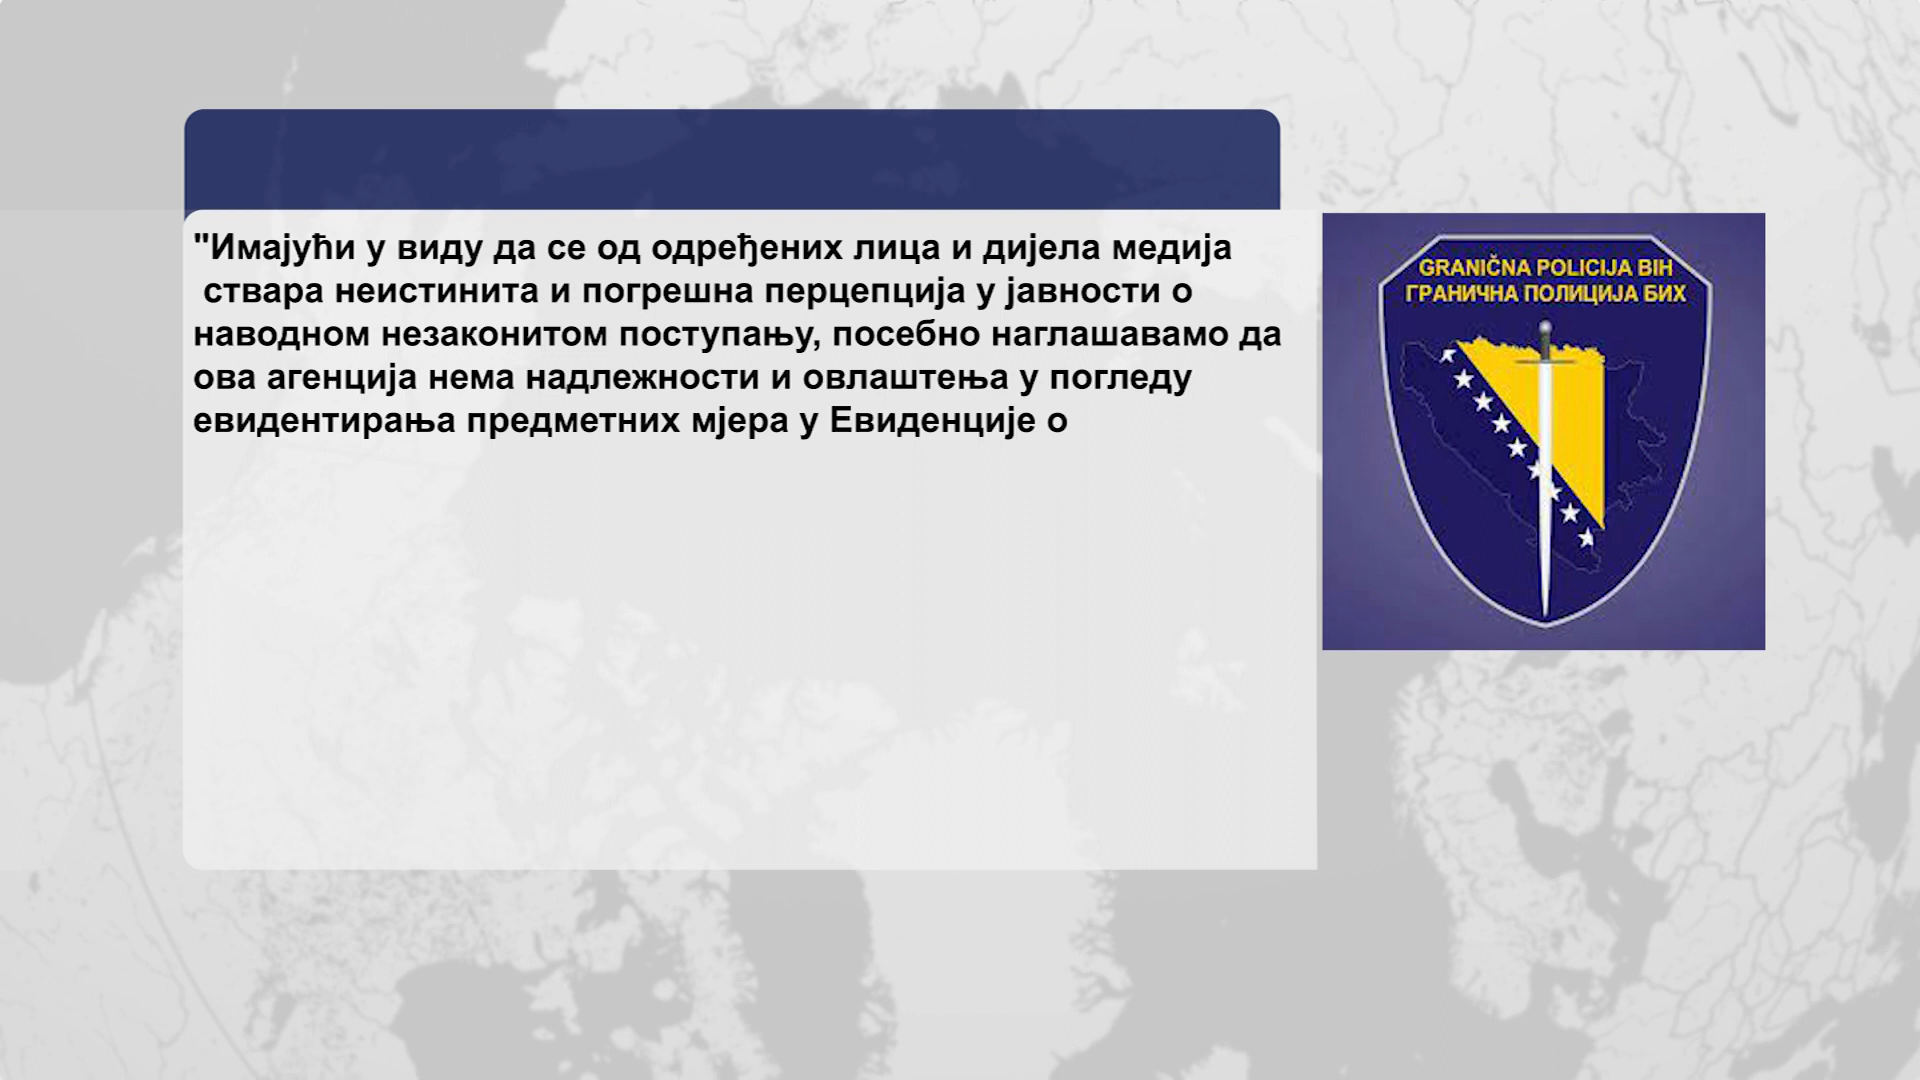 "Имајући у виду да се од одређених лица и дијела медија
ствара неистинита и погрешна перцепција у јавности о
наводном незаконитом поступању, посебно наглашавамо да
ова агенција нема надлежности и овлаштења у погледу
евидентирања предметних мјера у Евиденције о
GRANIČNA POLICIJA BIH
ГРАНИЧНА ПОЛИЦИЈА БИХ